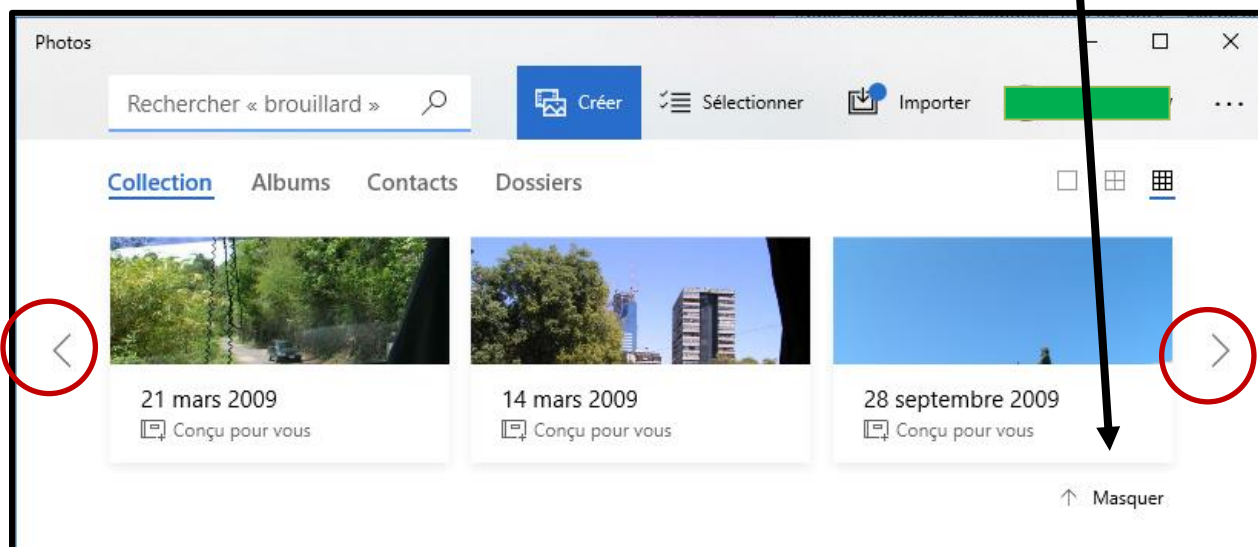 Photos
Rechercher « brouillard »
Créer
Sélectionner
Importer
Collection
Albums
Contacts
Dossiers
21 mars 2009
Conçu pour vous
14 mars 2009
Conçu pour vous
28 septembre 2009
Conçu pour vous
Masquer